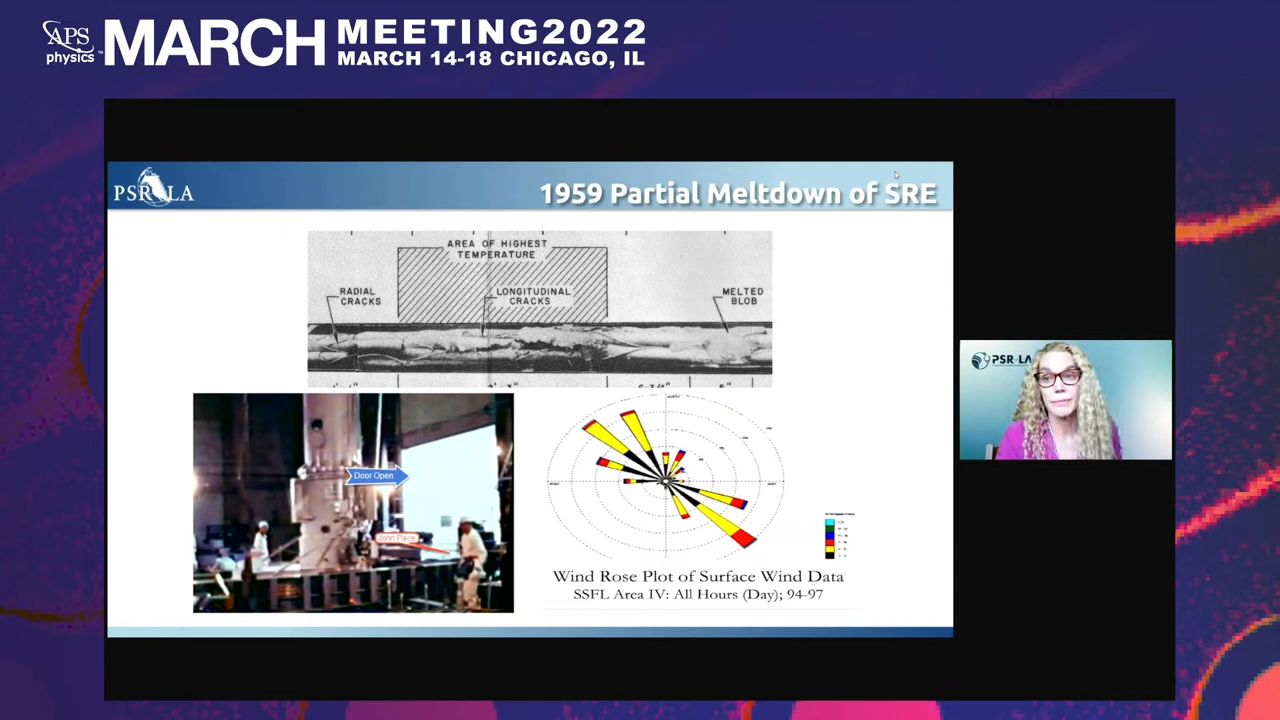 APS
physics
MARCH
MEETING2022
MARCH 14-18 CHICAGO, IL
PSR LA
1959 Partial Meltdown of SRE
AREA OF HIGHEST
TEMPERATURE
RADIAL
CRACKS
LONGITUDINAL
CRACKS
MELTED
BLOB
Door Open
John Pace
Wind Rose Plot of Surface Wind Data
SSFL Area IV: All Hours (Day); 94-97
PSR-LA